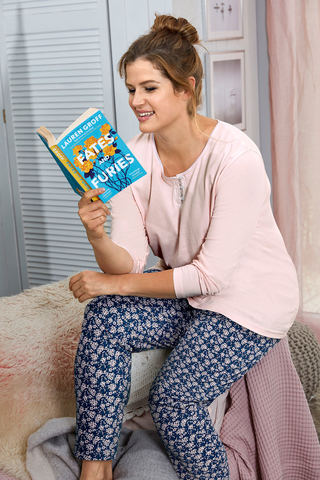 LAUREN GROFF
FATES
AND
FURIES